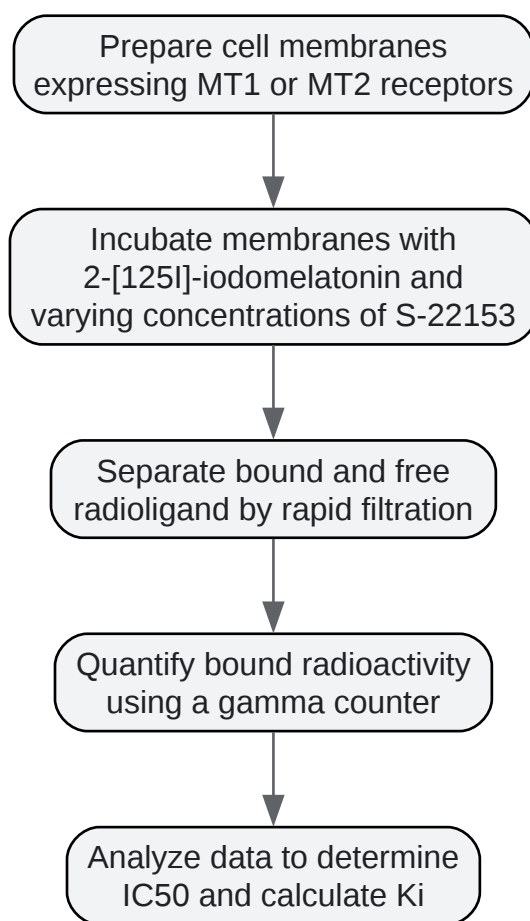 Prepare cell membranes
expressing MT1 or MT2 receptors
Incubate membranes with
2-[125I]-iodomelatonin and
varying concentrations of S-22153
Separate bound and free
radioligand by rapid filtration
Quantify bound radioactivity
using a gamma counter
Analyze data to determine
IC50 and calculate Ki